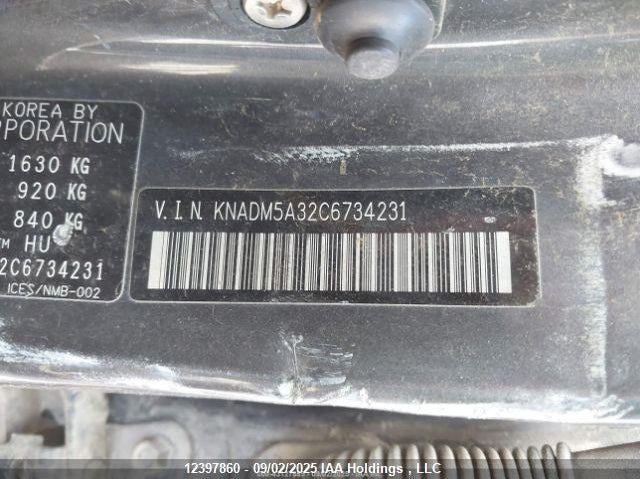 KOREA BY
RPORATION
1630 KG
920 KG
840 KG
HU
2C6734231
ICES/NMB-002
V.I.N. KNADM5A32C6734231
12397860 - 09/02/2025 IAA Holdings , LLC